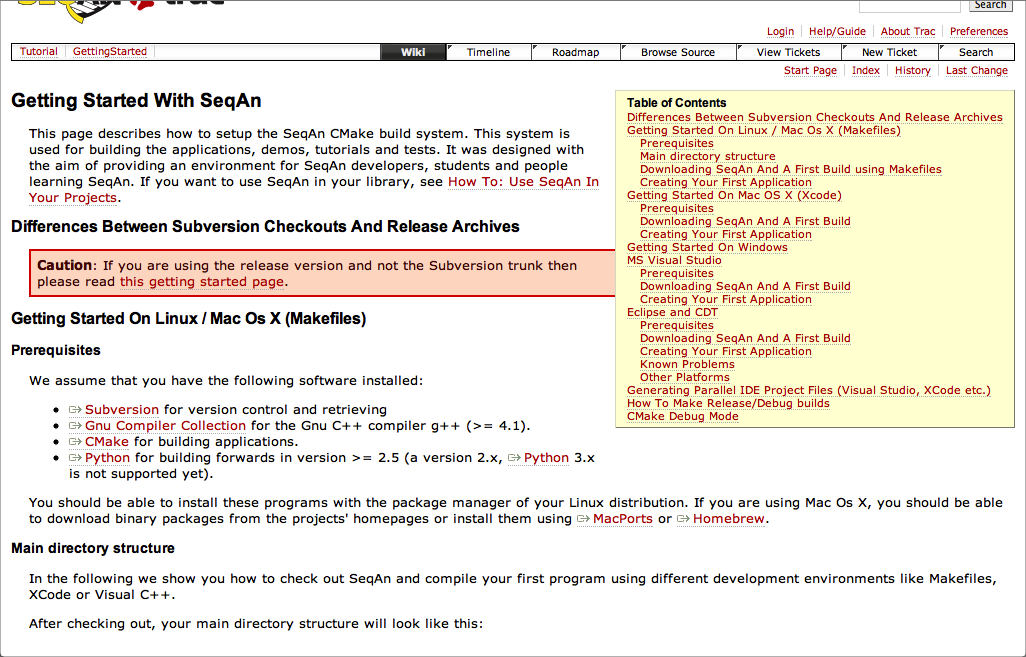 Search
Login Help/Guide About Trac Preferences
Tutorial GettingStarted Wiki Timeline Roadmap Browse Source View Tickets New Ticket Search
Start Page Index History Last Change
Getting Started With SeqAn
This page describes how to setup the SeqAn CMake build system. This system is
used for building the applications, demos, tutorials and tests. It was designed with
the aim of providing an environment for SeqAn developers, students and people
learning SeqAn. If you want to use SeqAn in your library, see How To: Use SeqAn In
Your Projects.
Differences Between Subversion Checkouts And Release Archives
Caution: If you are using the release version and not the Subversion trunk then
please read this getting started page.
Table of Contents
Differences Between Subversion Checkouts And Release Archives
Getting Started On Linux / Mac Os X (Makefiles)
Prerequisites
Main directory structure
Downloading SeqAn And A First Build using Makefiles
Creating Your First Application
Getting Started On Mac OS X (Xcode)
Prerequisites
Downloading SeqAn And A First Build
Creating Your First Application
Getting Started On Windows
MS Visual Studio
Prerequisites
Downloading SeqAn And A First Build
Creating Your First Application
Eclipse and CDT
Prerequisites
Downloading SeqAn And A First Build
Creating Your First Application
Known Problems
Other Platforms
Generating Parallel IDE Project Files (Visual Studio, XCode etc.)
How To Make Release/Debug builds
CMake Debug Mode
Getting Started On Linux / Mac Os X (Makefiles)
Prerequisites
We assume that you have the following software installed:
• Subversion for version control and retrieving
• Gnu Compiler Collection for the Gnu C++ compiler g++ (>= 4.1).
• CMake for building applications.
• Python for building forwards in version >= 2.5 (a version 2.x, Python 3.x
is not supported yet).
You should be able to install these programs with the package manager of your Linux distribution. If you are using Mac Os X, you should be able
to download binary packages from the projects' homepages or install them using MacPorts or Homebrew.
Main directory structure
In the following we show you how to check out SeqAn and compile your first program using different development environments like Makefiles,
XCode or Visual C++.
After checking out, your main directory structure will look like this: